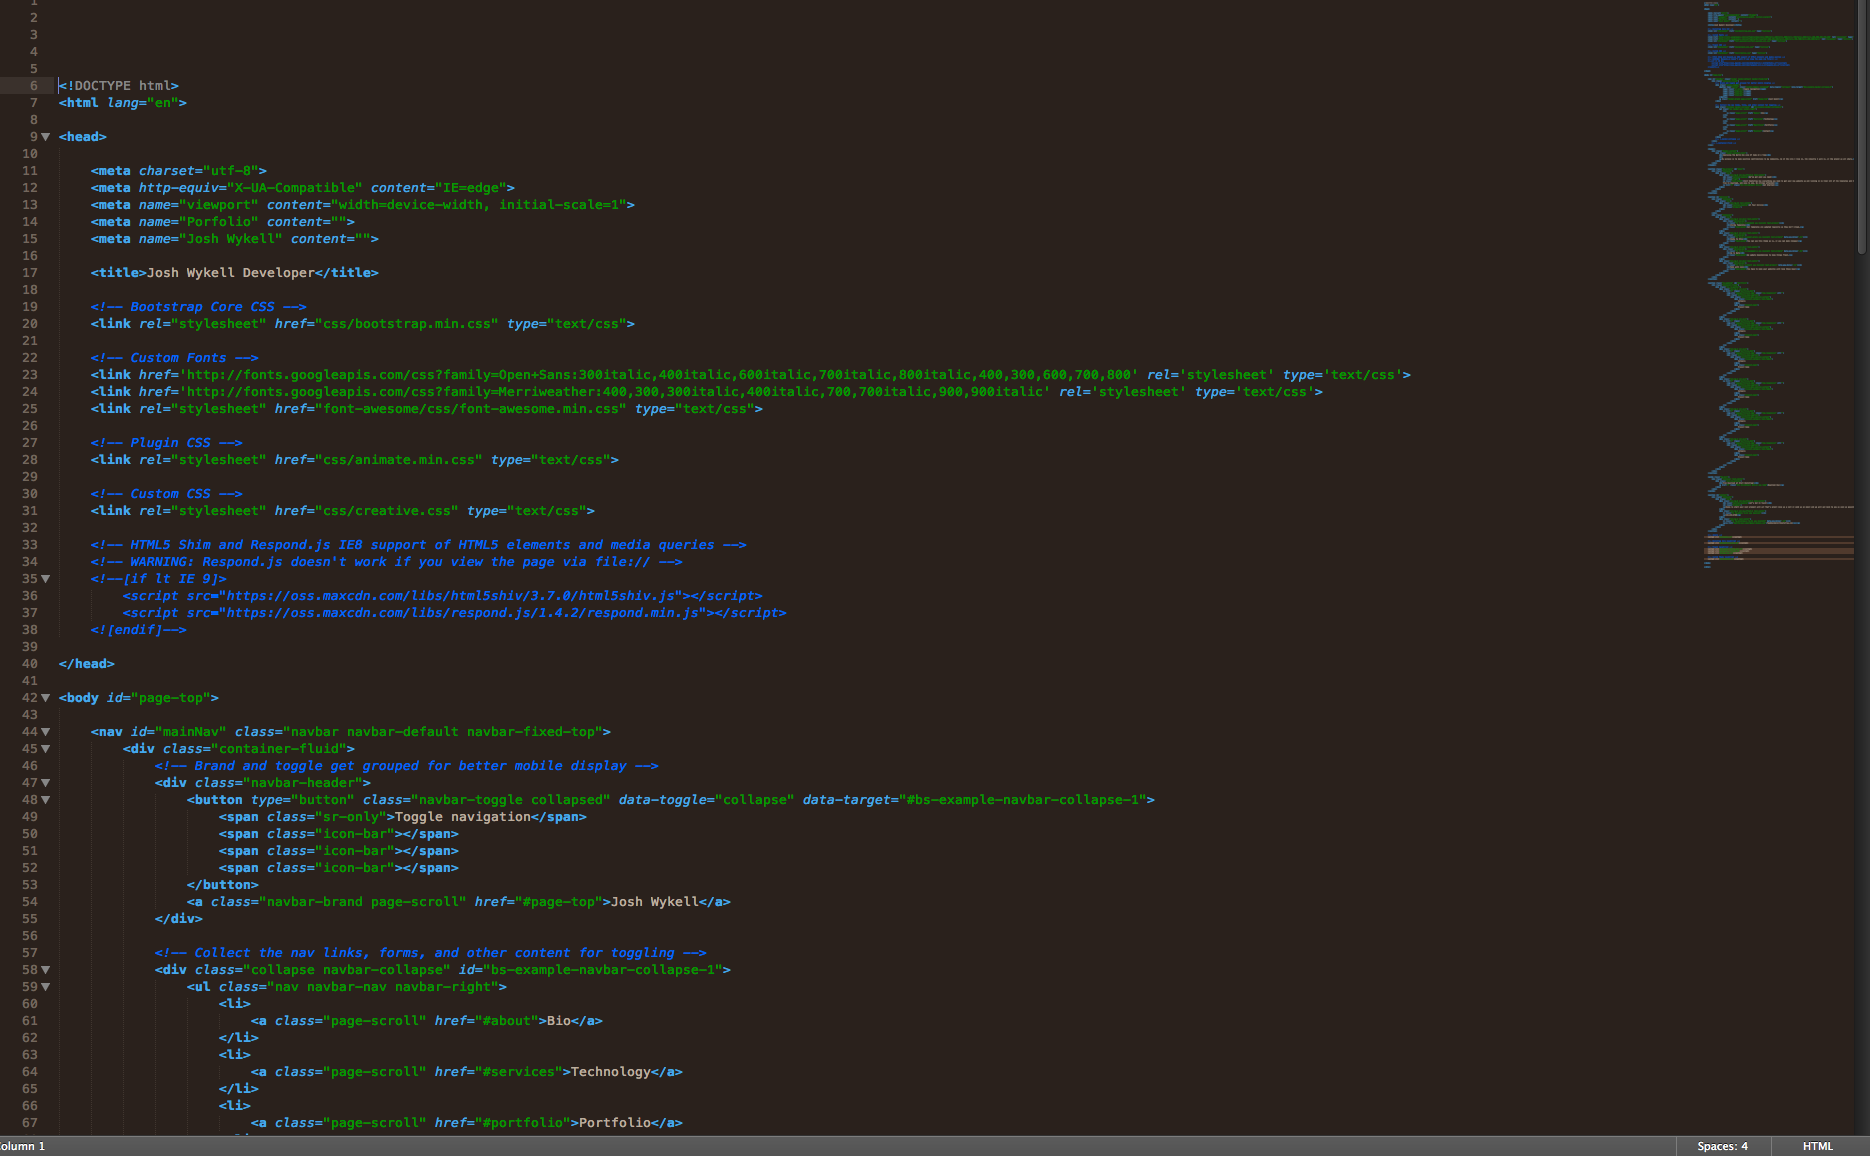 1
2
3
4
5
6 <!DOCTYPE html>
7 <html lang="en">
8
9 <head>
10
11 <meta charset="utf-8">
12 <meta http-equiv="X-UA-Compatible" content="IE=edge">
13 <meta name="viewport" content="width=device-width, initial-scale=1">
14 <meta name="Porfolio" content="">
15 <meta name="Josh Wykell" content="">
16
17 <title>Josh Wykell Developer</title>
18
19 <!-- Bootstrap Core CSS -->
20 <link rel="stylesheet" href="css/bootstrap.min.css" type="text/css">
21
22 <!-- Custom Fonts -->
23 <link href='http://fonts.googleapis.com/css?family=Open+Sans:300italic,400italic,600italic,700italic,800italic,400,300,600,700,800' rel='stylesheet' type='text/css'>
24 <link href='http://fonts.googleapis.com/css?family=Merriweather:400,300,300italic,400italic,700,700italic,900,900italic' rel='stylesheet' type='text/css'>
25 <link rel="stylesheet" href="font-awesome/css/font-awesome.min.css" type="text/css">
26
27 <!-- Plugin CSS -->
28 <link rel="stylesheet" href="css/animate.min.css" type="text/css">
29
30 <!-- Custom CSS -->
31 <link rel="stylesheet" href="css/creative.css" type="text/css">
32
33 <!-- HTML5 Shim and Respond.js IE8 support of HTML5 elements and media queries -->
34 <!-- WARNING: Respond.js doesn't work if you view the page via file:// -->
35 <!--[if lt IE 9]>
36 <script src="https://oss.maxcdn.com/libs/html5shiv/3.7.0/html5shiv.js"></script>
37 <script src="https://oss.maxcdn.com/libs/respond.js/1.4.2/respond.min.js"></script>
38 <![endif]-->
39
40 </head>
41
42 <body id="page-top">
43
44 <nav id="mainNav" class="navbar navbar-default navbar-fixed-top">
45 <div class="container-fluid">
46 <!-- Brand and toggle get grouped for better mobile display -->
47 <div class="navbar-header">
48 <button type="button" class="navbar-toggle collapsed" data-toggle="collapse" data-target="#bs-example-navbar-collapse-1">
49 <span class="sr-only">Toggle navigation</span>
50 <span class="icon-bar"></span>
51 <span class="icon-bar"></span>
52 <span class="icon-bar"></span>
53 </button>
54 <a class="navbar-brand page-scroll" href="#page-top">Josh Wykell</a>
55 </div>
56
57 <!-- Collect the nav links, forms, and other content for toggling -->
58 <div class="collapse navbar-collapse" id="bs-example-navbar-collapse-1">
59 <ul class="nav navbar-nav navbar-right">
60 <li>
61 <a class="page-scroll" href="#about">Bio</a>
62 </li>
63 <li>
64 <a class="page-scroll" href="#services">Technology</a>
65 </li>
66 <li>
67 <a class="page-scroll" href="#portfolio">Portfolio</a>
olumn 1 Spaces: 4 HTML